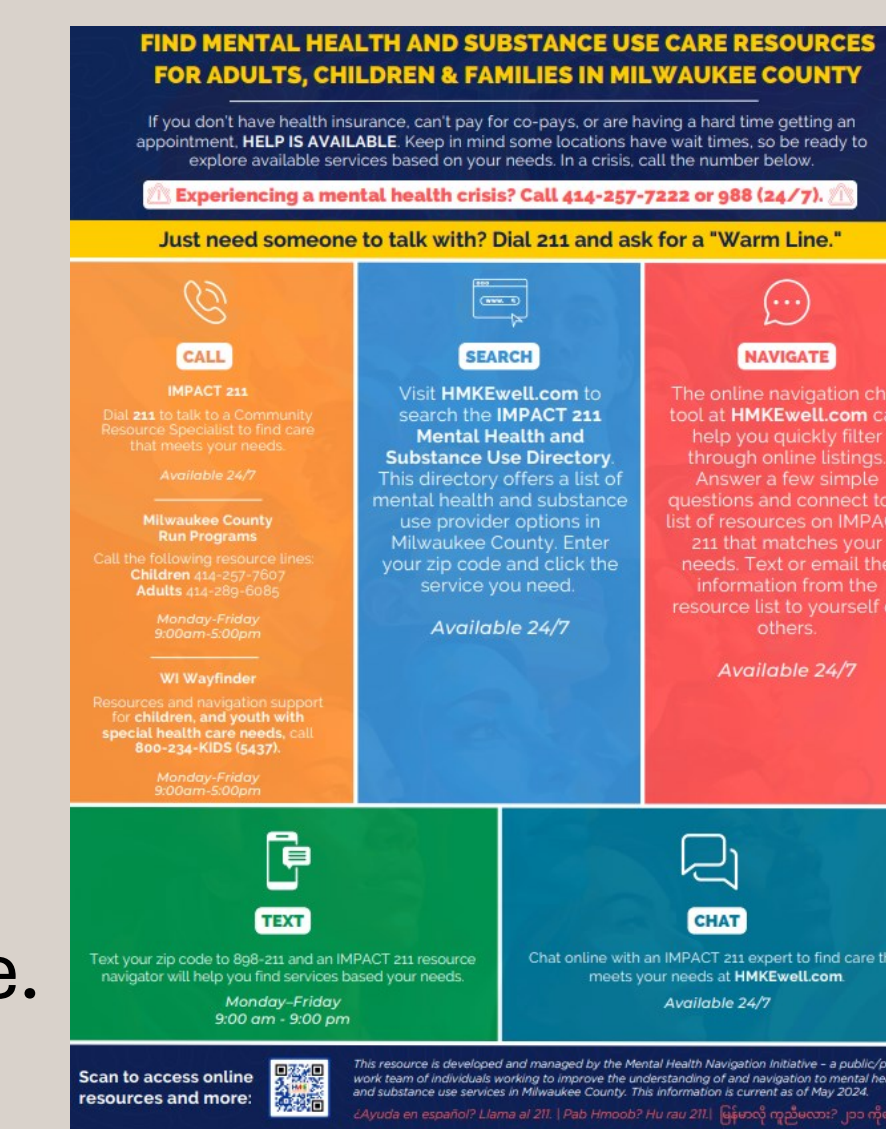 FIND MENTAL HEALTH AND SUBSTANCE USE CARE RESOURCES
FOR ADULTS, CHILDREN & FAMILIES IN MILWAUKEE COUNTY
If you don't have health insurance, can't pay for co-pays, or are having a hard time getting an
appointment, HELP IS AVAILABLE. Keep in mind some locations have wait times, so be ready to
explore available services based on your needs. In a crisis, call the number below.
Experiencing a mental health crisis? Call 414-257-7222 or 988 (24/7).
Just need someone to talk with? Dial 211 and ask for a "Warm Line."
CALL
IMPACT 211
Dial 211 to talk to a Community
Resource Specialist to find care
that meets your needs.
Available 24/7
Milwaukee County
Run Programs
Call the following resource lines:
Children 414-257-7607
Adults 414-289-6085
Monday-Friday
9:00am-5:00pm
WI Wayfinder
Resources and navigation support
for children, and youth with
special health care needs, call
800-234-KIDS (5437).
Monday-Friday
9:00am-5:00pm
SEARCH
www.
Visit HMKEwell.com to
search the IMPACT 211
Mental Health and
Substance Use Directory.
This directory offers a list of
mental health and substance
use provider options in
Milwaukee County. Enter
your zip code and click the
service you need.
Available 24/7
NAVIGATE
The online navigation
tool at HMKEwell.com
help you quickly filter
through online listings.
Answer a few simple
questions and connect to
list of resources on
211 that matches your
needs. Text or email
information from the
resource list to yourself
others.
Available 24/7
TEXT
Text your zip code to 898-211 and an IMPACT 211 resource
navigator will help you find services based your needs.
Monday–Friday
9:00 am - 9:00 pm
CHAT
Chat online with an IMPACT 211 expert to find care
meets your needs at HMKEwell.com.
Available 24/7
e.
Scan to access online
resources and more:
This resource is developed and managed by the Mental Health Navigation Initiative – a
work team of individuals working to improve the understanding of and navigation to mental
and substance use services in Milwaukee County. This information is current as of May 2024.
¿Ayuda en español? Llama al 211. | Pab Hmoob? Hu rau 211.| မြန်မာလို ကူညီမလား? ၂၁၁